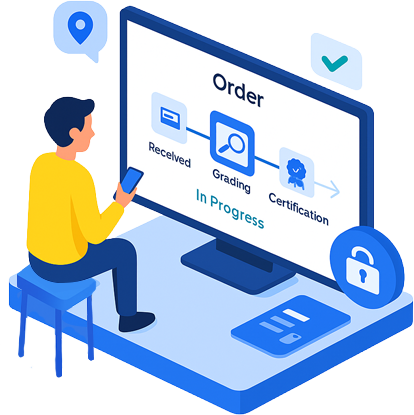 Order
Received
Grading
Certification
In Progress